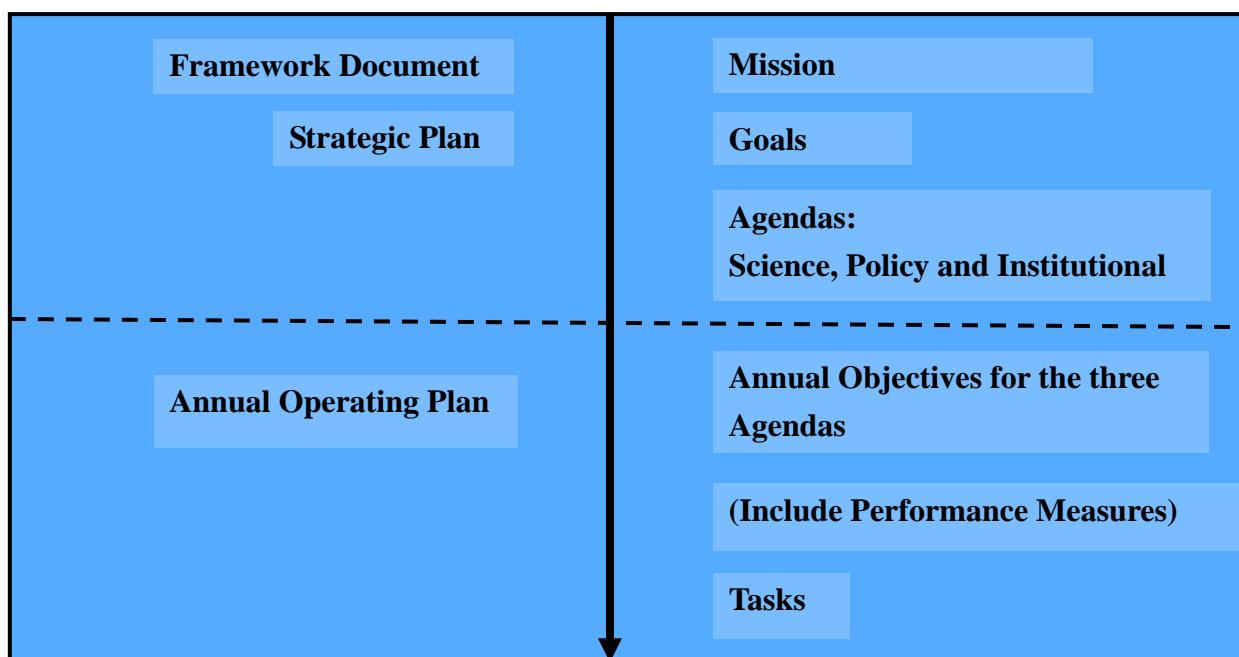 Framework Document
Strategic Plan
Mission
Goals
Agendas:
Science, Policy and Institutional
Annual Operating Plan
Annual Objectives for the three
Agendas
(Include Performance Measures)
Tasks